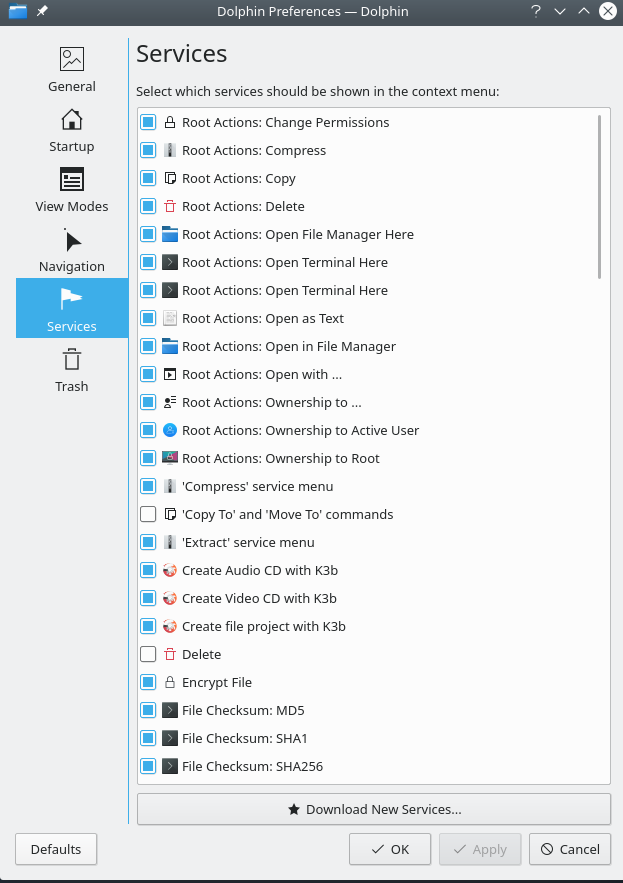 Dolphin Preferences — Dolphin
?
General
Startup
View Modes
Navigation
Services
Trash
Services
Select which services should be shown in the context menu:
Root Actions: Change Permissions
Root Actions: Compress
Root Actions: Copy
Root Actions: Delete
Root Actions: Open File Manager Here
Root Actions: Open Terminal Here
Root Actions: Open Terminal Here
Root Actions: Open as Text
Root Actions: Open in File Manager
Root Actions: Open with ...
Root Actions: Ownership to ...
Root Actions: Ownership to Active User
Root Actions: Ownership to Root
'Compress' service menu
'Copy To' and 'Move To' commands
'Extract' service menu
Create Audio CD with K3b
Create Video CD with K3b
Create file project with K3b
Delete
Encrypt File
File Checksum: MD5
File Checksum: SHA1
File Checksum: SHA256
Download New Services...
Defaults
OK
Apply
Cancel